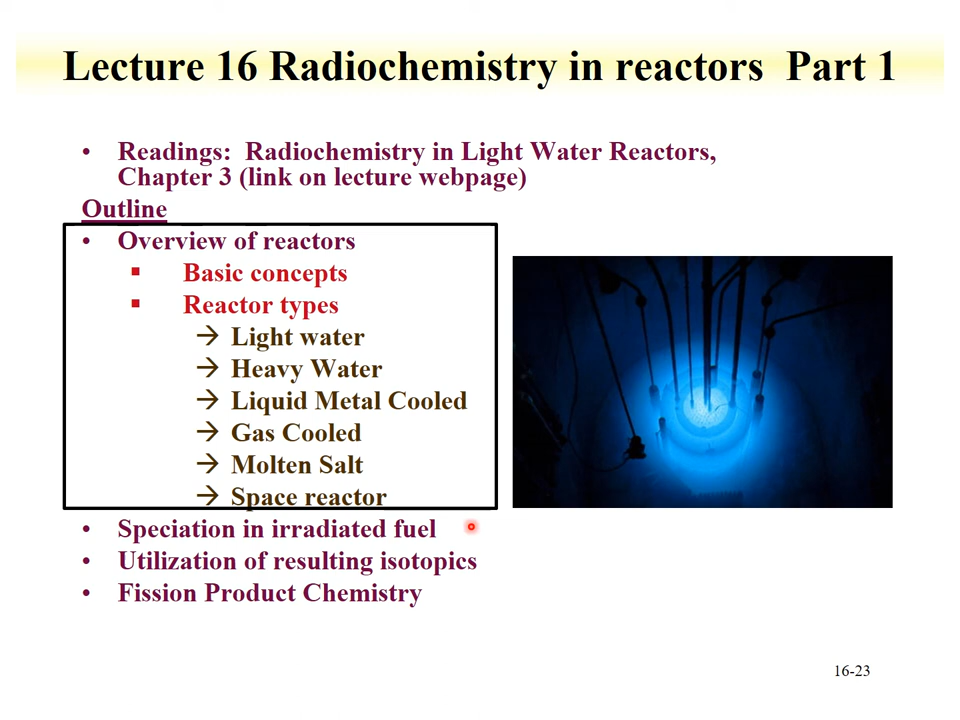 Lecture 16 Radiochemistry in reactors Part 1
• Readings: Radiochemistry in Light Water Reactors,
Chapter 3 (link on lecture webpage)
Outline
• Overview of reactors
▪ Basic concepts
▪ Reactor types
→ Light water
→ Heavy Water
→ Liquid Metal Cooled
→ Gas Cooled
→ Molten Salt
→ Space reactor
• Speciation in irradiated fuel
• Utilization of resulting isotopics
• Fission Product Chemistry
16-23